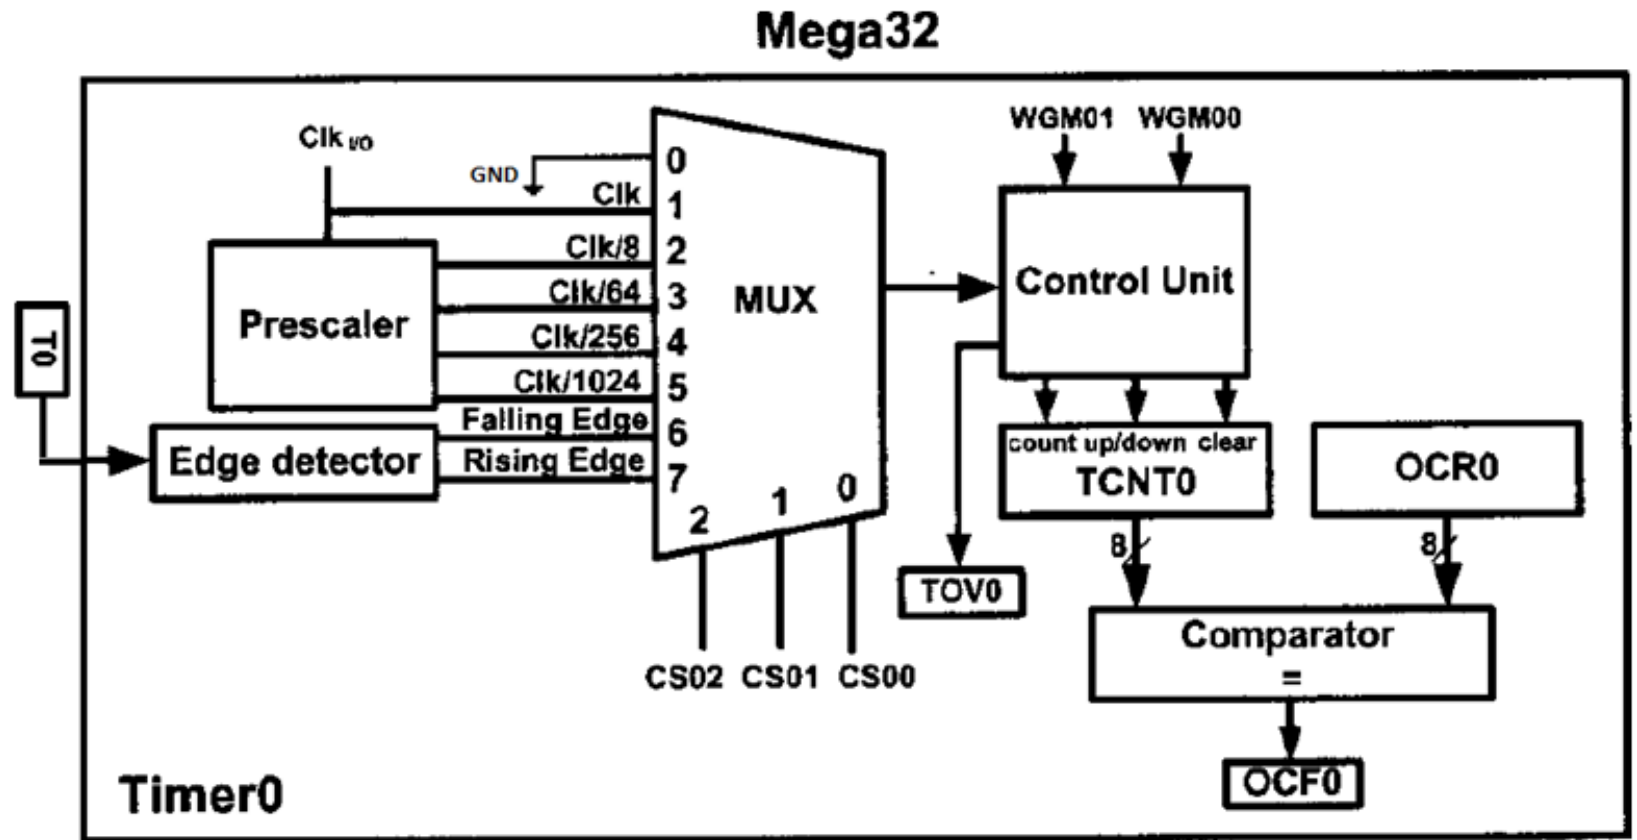 Mega32
Clk I/O
GND
Clk
Clk/8
Clk/64
Clk/256
Clk/1024
Falling Edge
Rising Edge
Prescaler
T0
Edge detector
0
1
2
3
4
5
6
7
MUX
2 1 0
CS02 CS01 CS00
WGM01 WGM00
Control Unit
count up/down clear
TCNT0
OCR0
8 8
TOV0
Comparator
=
OCF0
Timer0